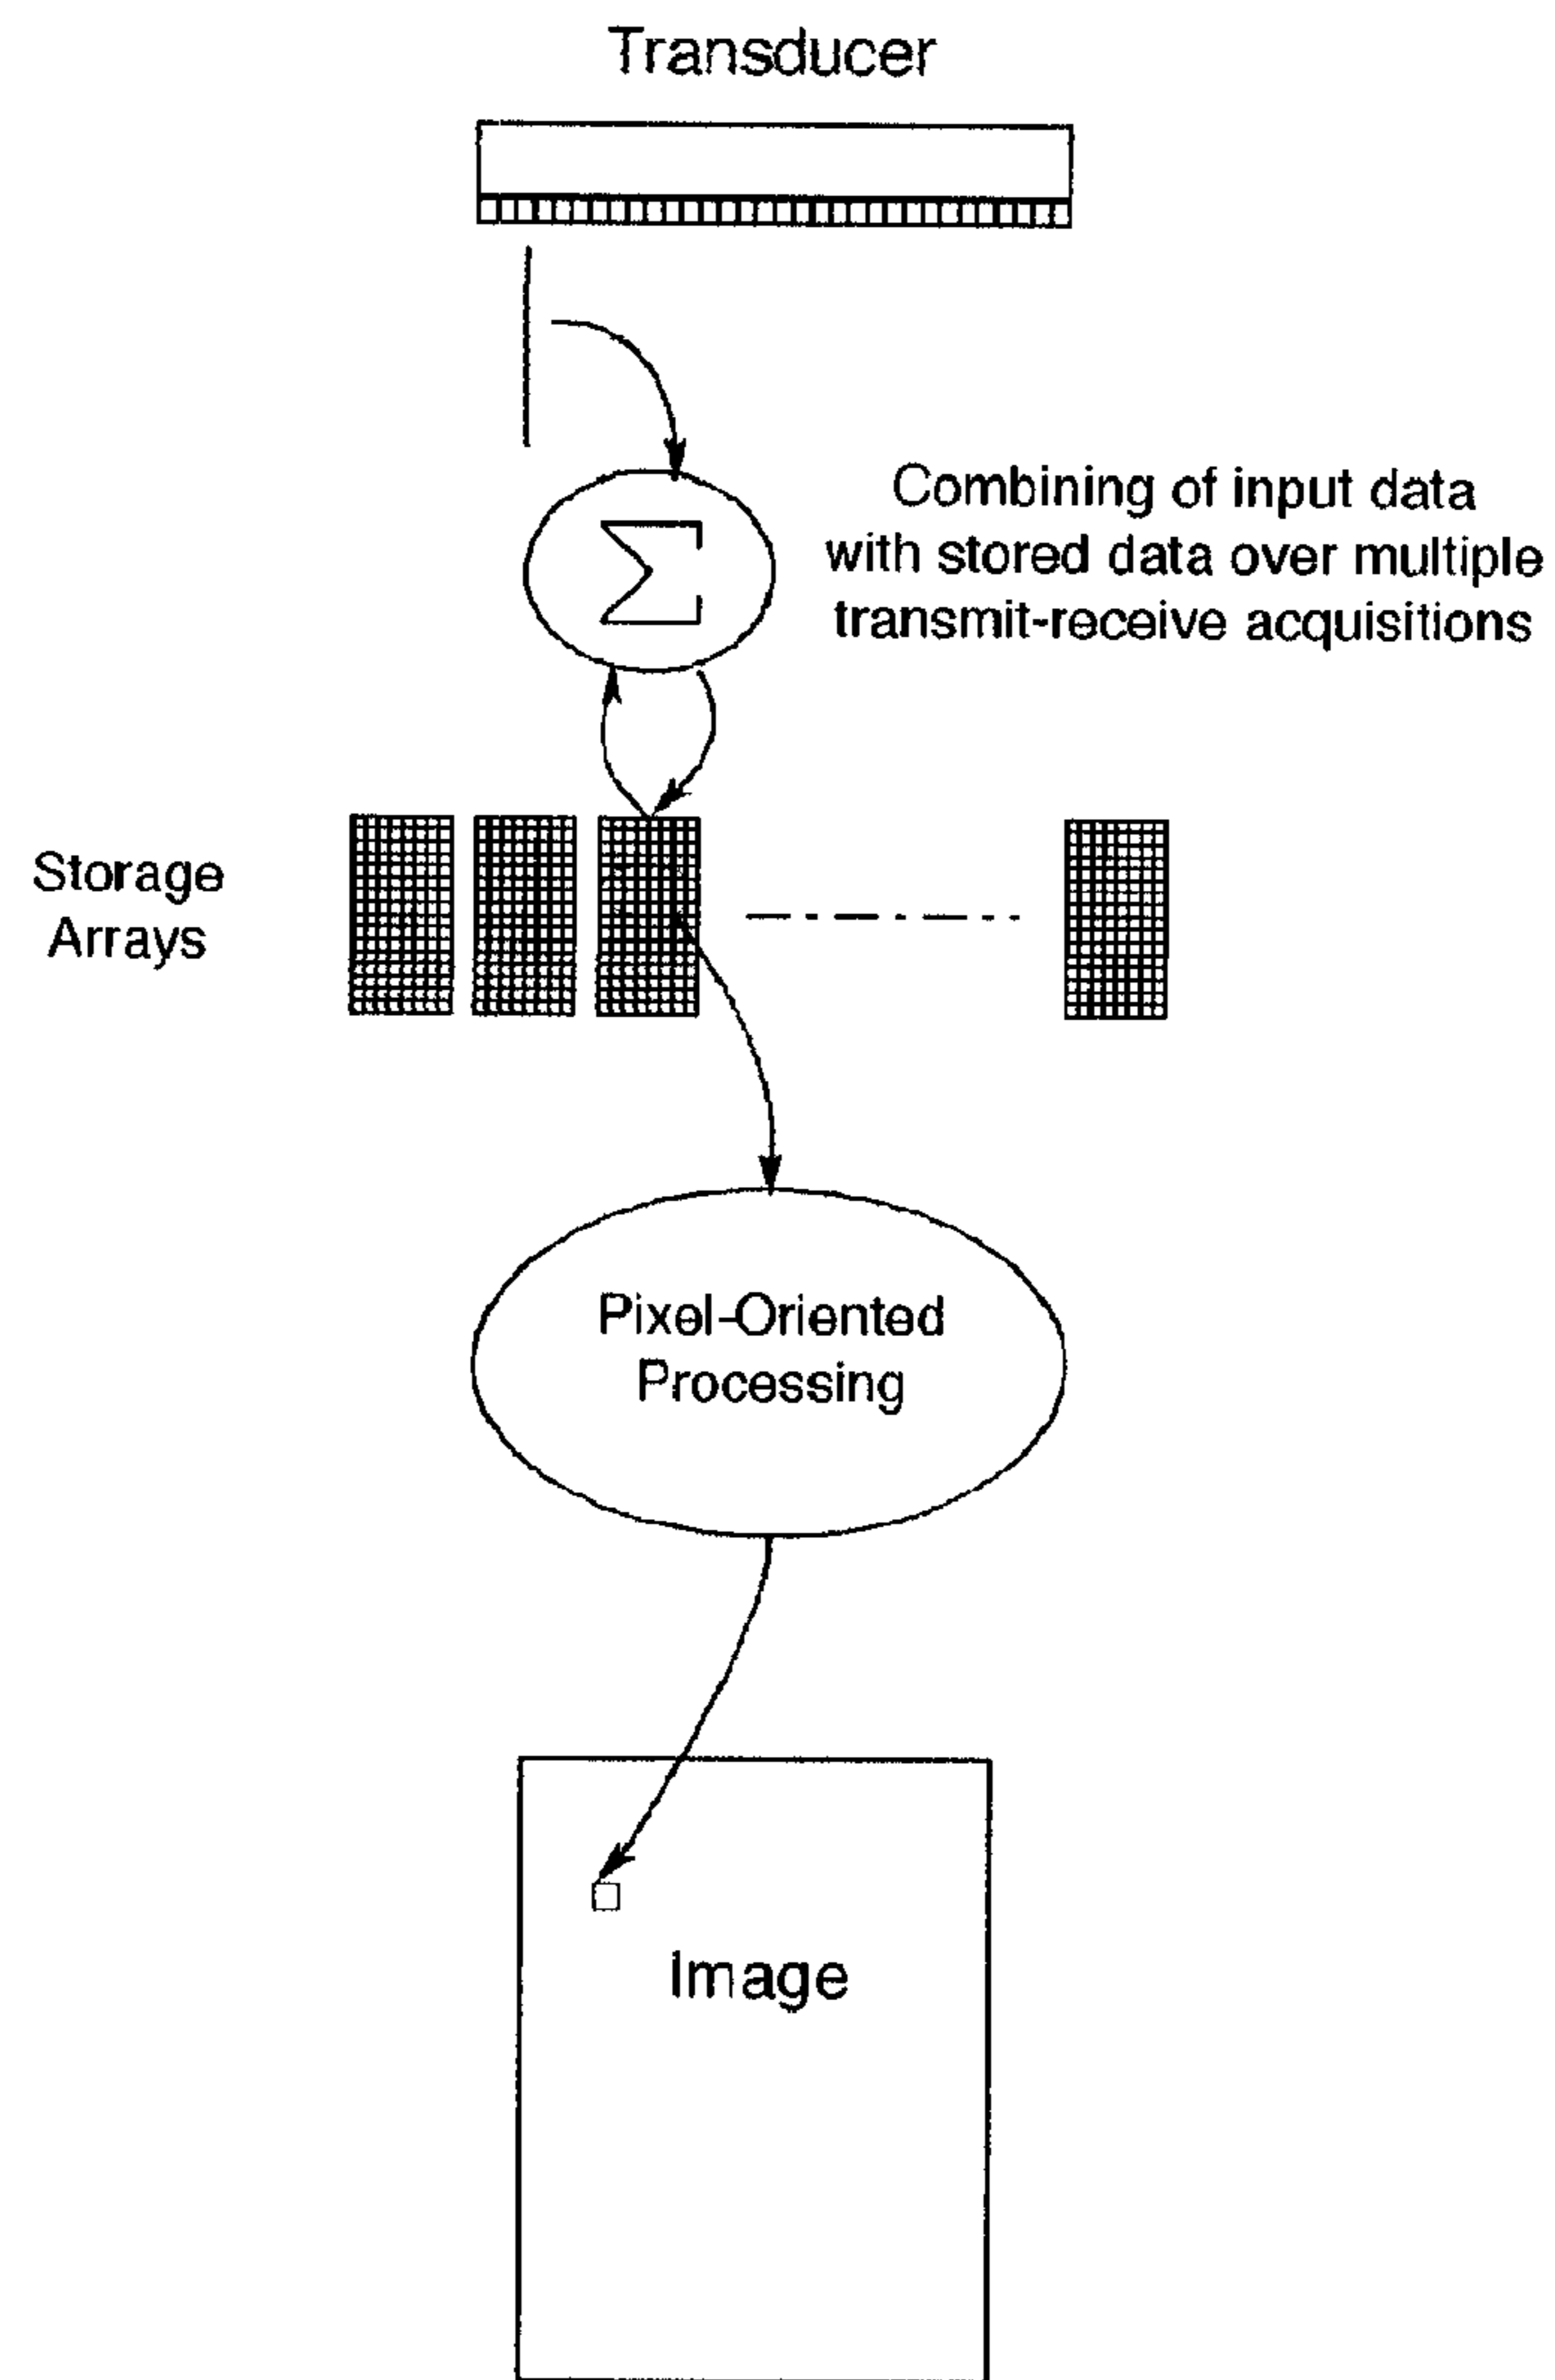 Transducer
Combining of input data
with stored data over multiple
transmit-receive acquisitions
Σ
Storage
Arrays
Pixel-Oriented
Processing
Image